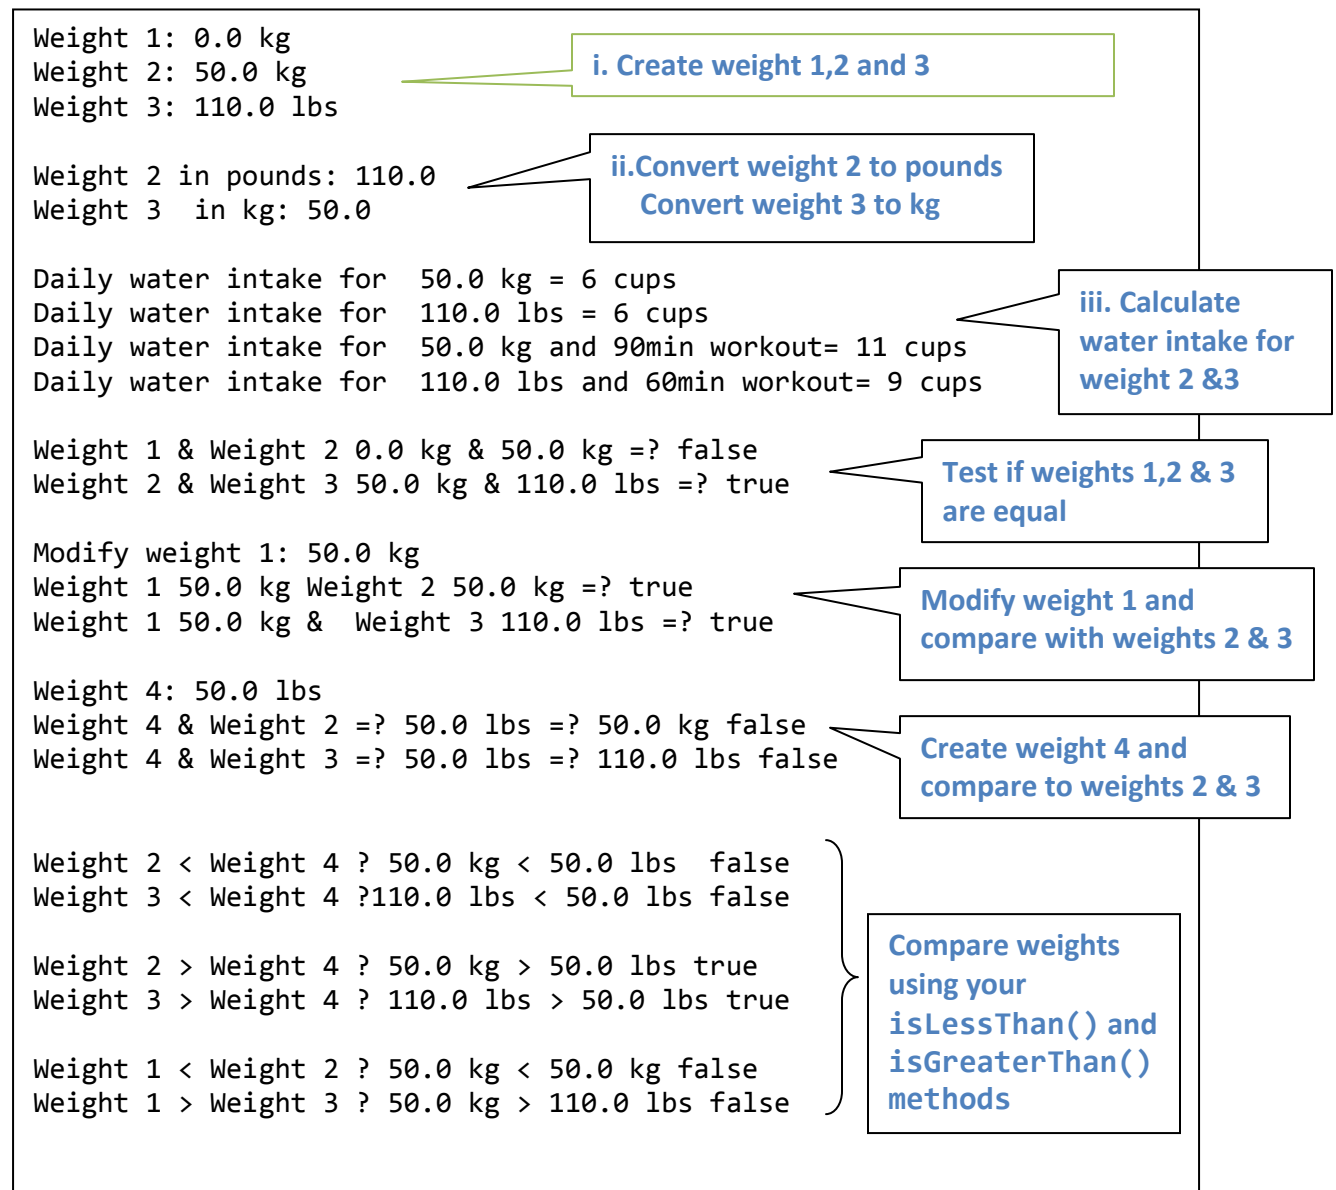 Weight 1: 0.0 kg
Weight 2: 50.0 kg
Weight 3: 110.0 lbs
i. Create weight 1,2 and 3
Weight 2 in pounds: 110.0
Weight 3  in kg: 50.0
ii.Convert weight 2 to pounds
Convert weight 3 to kg
Daily water intake for  50.0 kg = 6 cups
Daily water intake for  110.0 lbs = 6 cups
Daily water intake for  50.0 kg and 90min workout= 11 cups
Daily water intake for  110.0 lbs and 60min workout= 9 cups
iii. Calculate
water intake for
weight 2 &3
Weight 1 & Weight 2 0.0 kg & 50.0 kg =? false
Weight 2 & Weight 3 50.0 kg & 110.0 lbs =? true
Test if weights 1,2 & 3
are equal
Modify weight 1: 50.0 kg
Weight 1 50.0 kg Weight 2 50.0 kg =? true
Weight 1 50.0 kg &  Weight 3 110.0 lbs =? true
Modify weight 1 and
compare with weights 2 & 3
Weight 4: 50.0 lbs
Weight 4 & Weight 2 =? 50.0 lbs =? 50.0 kg false
Weight 4 & Weight 3 =? 50.0 lbs =? 110.0 lbs false
Create weight 4 and
compare to weights 2 & 3
Weight 2 < Weight 4 ? 50.0 kg < 50.0 lbs  false
Weight 3 < Weight 4 ?110.0 lbs < 50.0 lbs false
Weight 2 > Weight 4 ? 50.0 kg > 50.0 lbs true
Weight 3 > Weight 4 ? 110.0 lbs > 50.0 lbs true
Weight 1 < Weight 2 ? 50.0 kg < 50.0 kg false
Weight 1 > Weight 3 ? 50.0 kg > 110.0 lbs false
Compare weights
using your
isLessThan() and
isGreaterThan()
methods